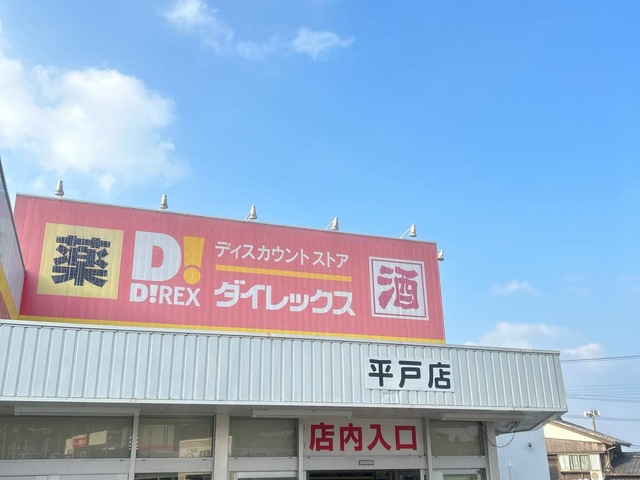 薬
D!
D!REX
ディスカウントストア
ダイレックス
酒
平戸店
店内入口